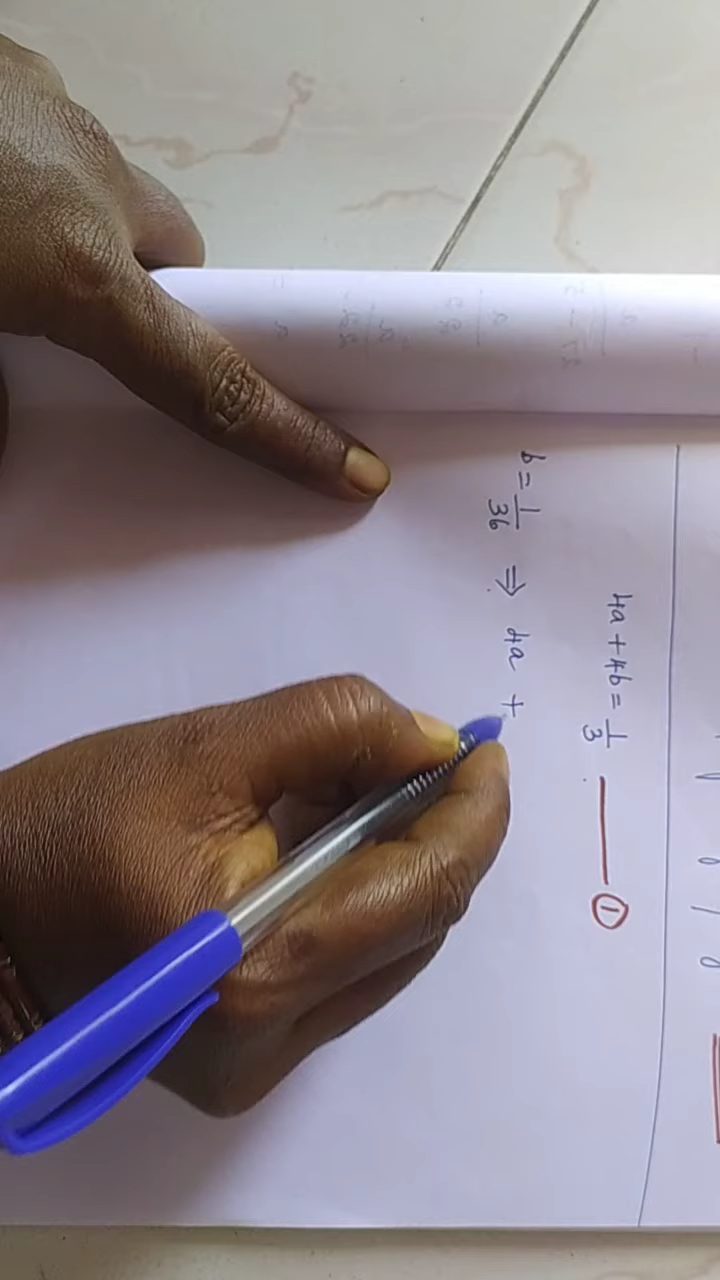 4a + 4b = 1/3 ——— ①
b = 1/36 ⇒ 4a +